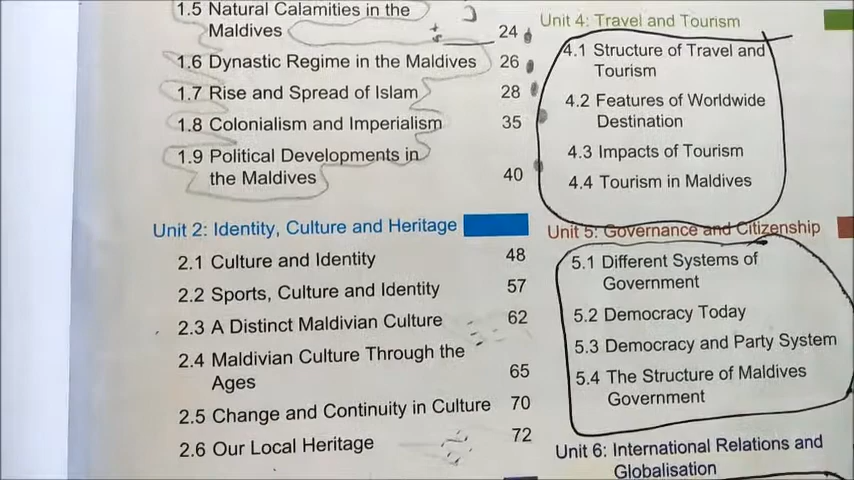 1.5 Natural Calamities in the
Maldives 24
1.6 Dynastic Regime in the Maldives 26
1.7 Rise and Spread of Islam 28
1.8 Colonialism and Imperialism 35
1.9 Political Developments in
the Maldives 40
Unit 2: Identity, Culture and Heritage
2.1 Culture and Identity 48
2.2 Sports, Culture and Identity 57
2.3 A Distinct Maldivian Culture 62
2.4 Maldivian Culture Through the
Ages 65
2.5 Change and Continuity in Culture 70
2.6 Our Local Heritage 72
Unit 4: Travel and Tourism
4.1 Structure of Travel and
Tourism
4.2 Features of Worldwide
Destination
4.3 Impacts of Tourism
4.4 Tourism in Maldives
Unit 5: Governance and Citizenship
5.1 Different Systems of
Government
5.2 Democracy Today
5.3 Democracy and Party System
5.4 The Structure of Maldives
Government
Unit 6: International Relations and
Globalisation